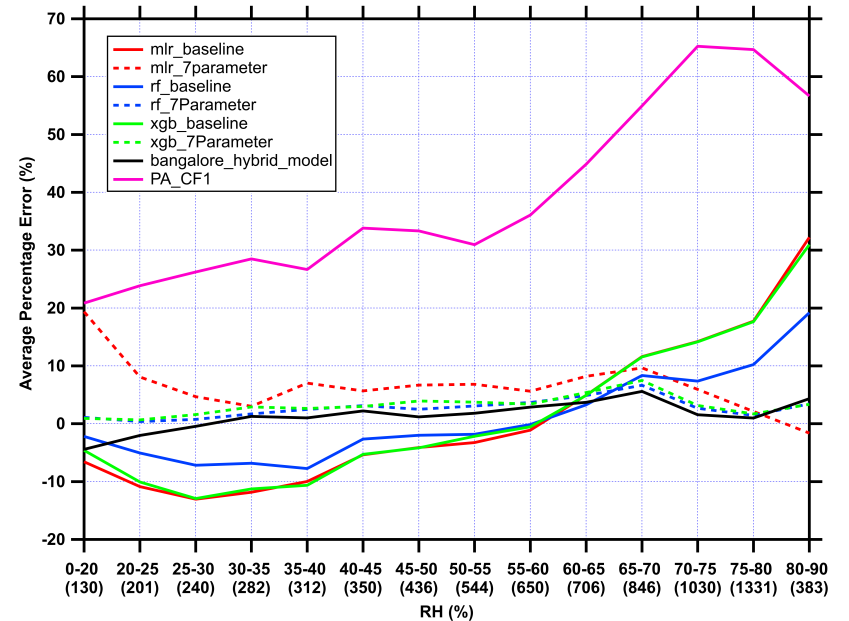 70
60
50
40
30
20
10
0
-10
-20
Average Percentage Error (%)
mlr_baseline
mlr_7parameter
rf_baseline
rf_7Parameter
xgb_baseline
xgb_7Parameter
bangalore_hybrid_model
PA_CF1
0-20 20-25 25-30 30-35 35-40 40-45 45-50 50-55 55-60 60-65 65-70 70-75 75-80 80-90
(130) (201) (240) (282) (312) (350) (436) (544) (650) (706) (846) (1030) (1331) (383)
RH (%)